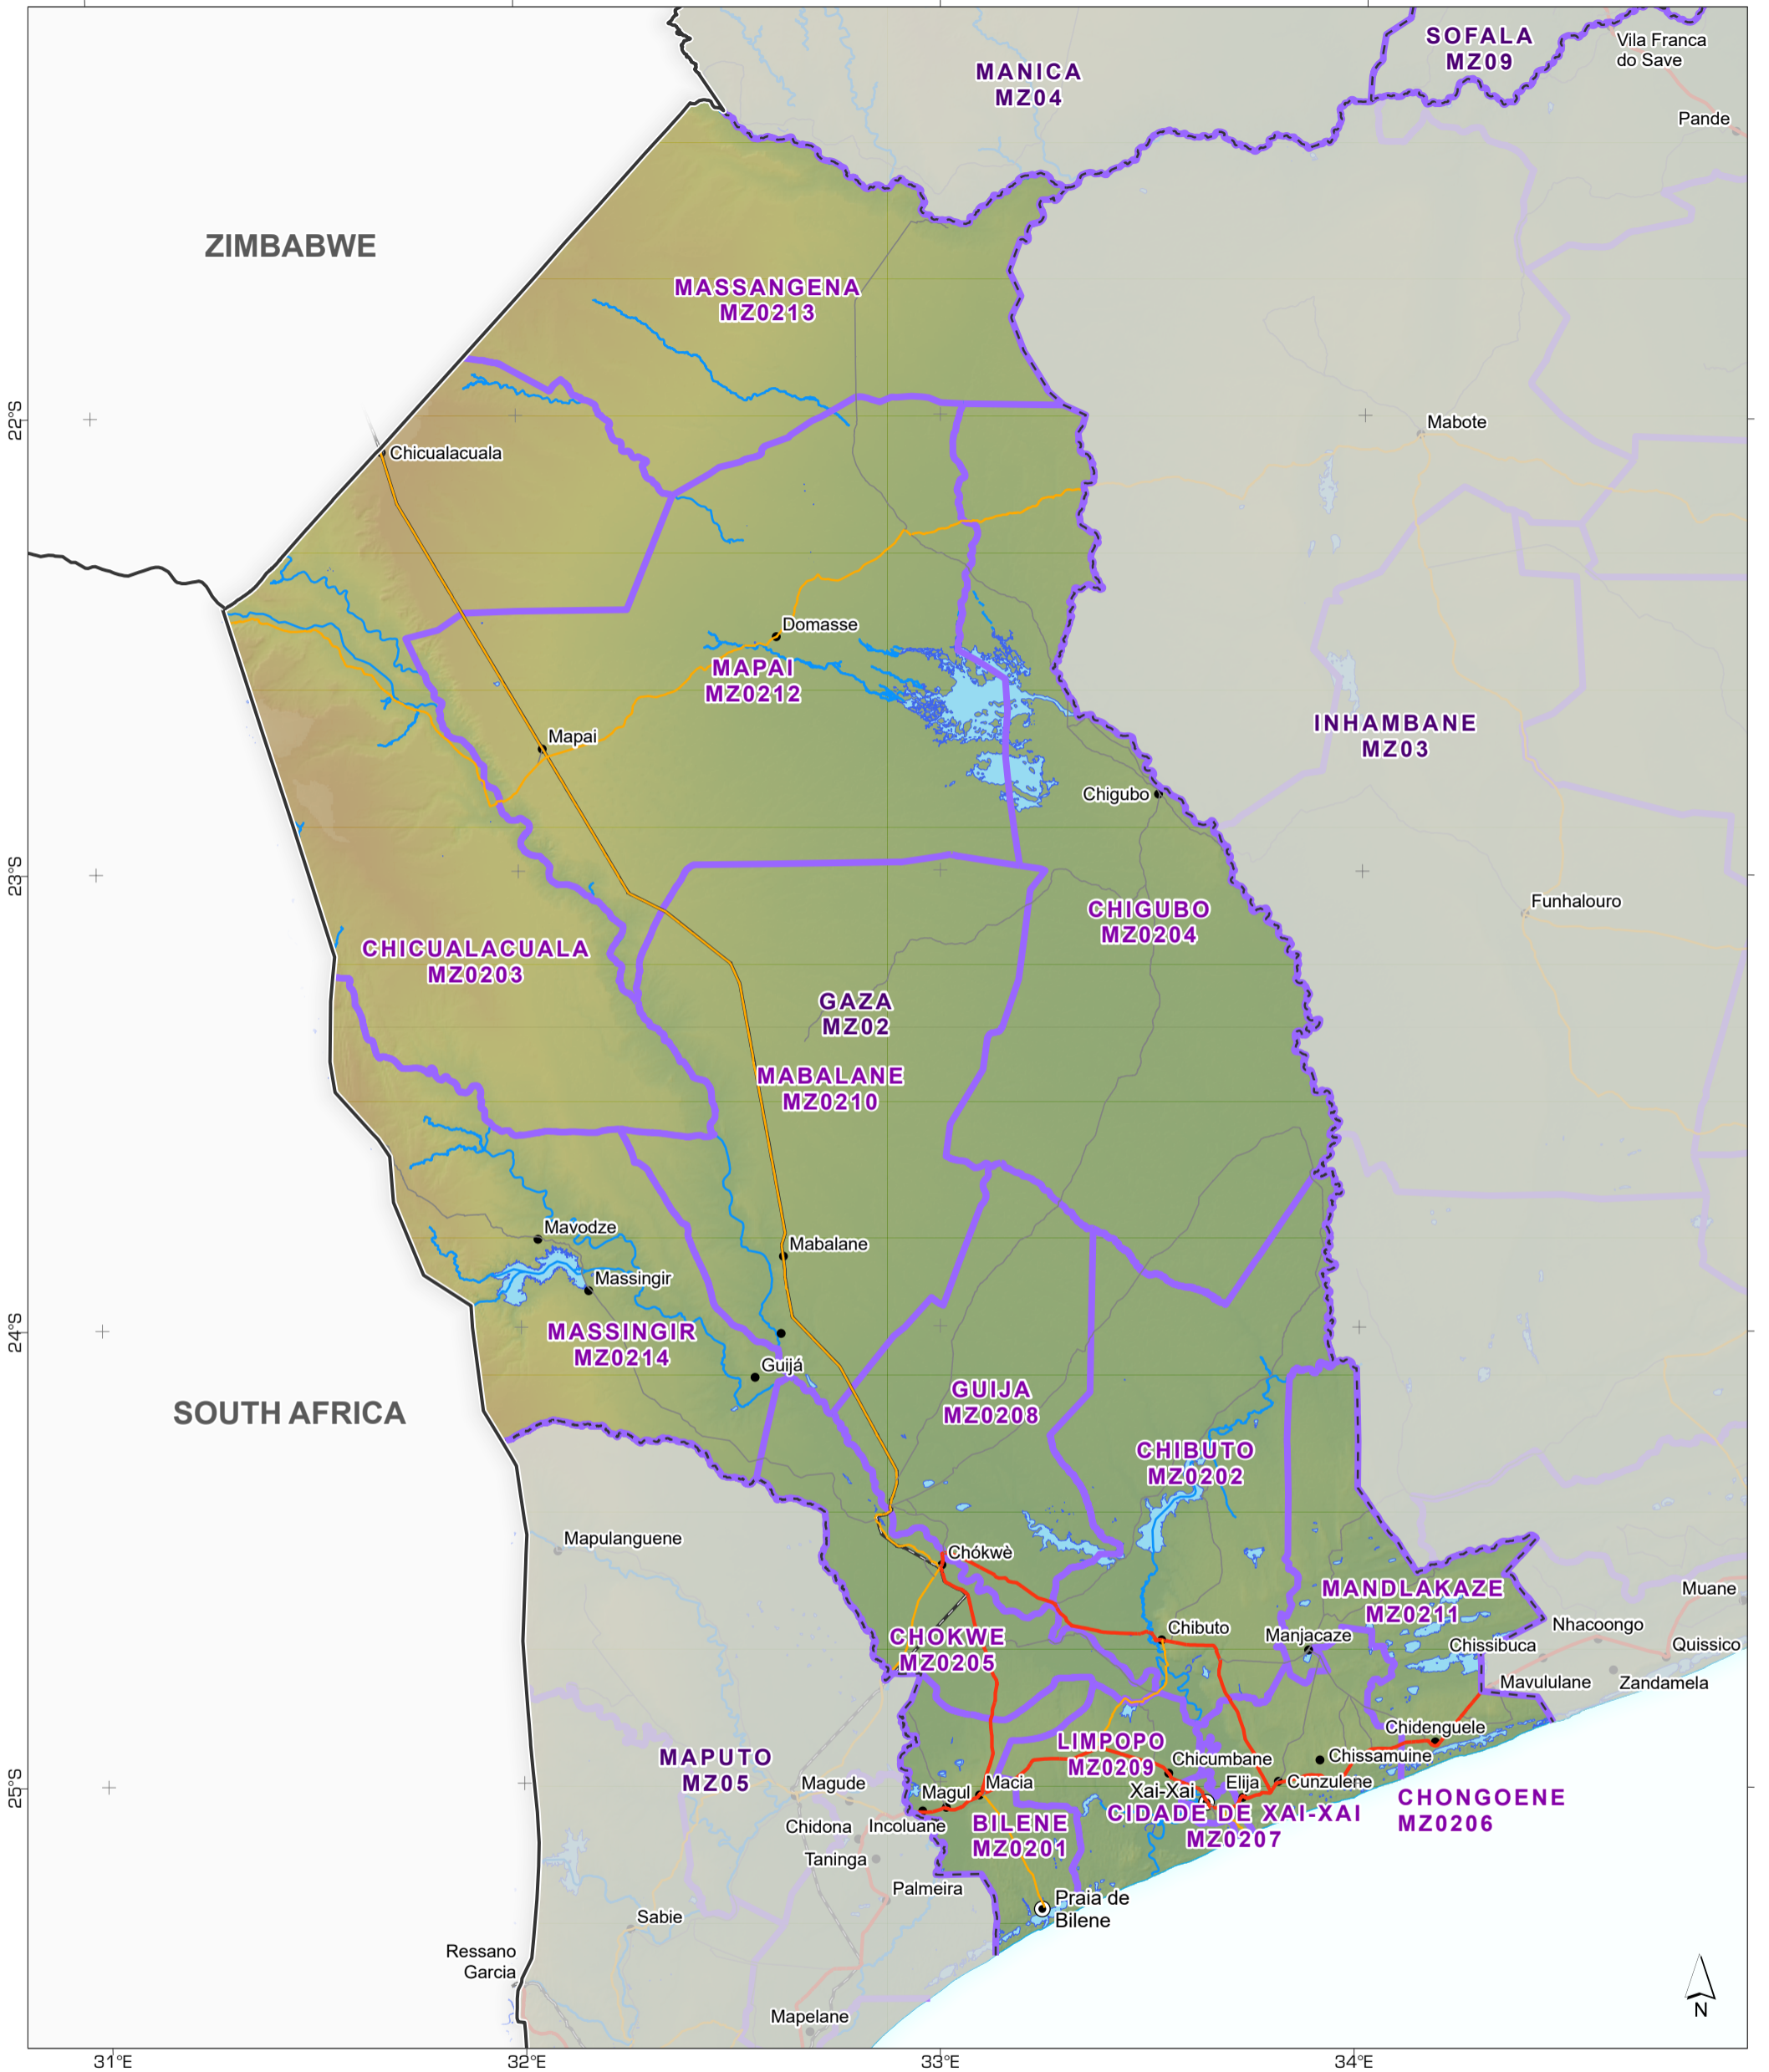 SOFALA
MZ09
Vila Franca
do Save
MANICA
MZ04
Pande
ZIMBABWE
MASSANGENA
MZ0213
22°S
Mabote
Chicualacuala
Domasse
MAPAI
MZ0212
INHAMBANE
MZ03
Mapai
Chigubo
23°S
Funhalouro
CHIGUBO
MZ0204
CHICUALACUALA
MZ0203
GAZA
MZ02
MABALANE
MZ0210
Mavodze
Mabalane
Massingir
24°S
MASSINGIR
MZ0214
Guijá
GUIJA
MZ0208
SOUTH AFRICA
CHIBUTO
MZ0202
Mapulanguene
Chókwè
MANDLAKAZE
MZ0211
Muane
Nhacoongo
Chibuto
Manjacaze
Chissibuca
Quissico
CHOKWE
MZ0205
Mavululane
Zandamela
Chidenguele
LIMPOPO
MZ0209
MAPUTO
MZ05
Chicumbane
Chissamuine
25°S
Magude
Magul
Macia
Xai-Xai
Elija
Cunzulene
CHONGOENE
MZ0206
Chidona
Incoluane
BILENE
MZ0201
CIDADE DE XAI-XAI
MZ0207
Taninga
Palmeira
Praia de
Bilene
Sabie
Ressano
Garcia
Mapelane
N
31°E
32°E
33°E
34°E